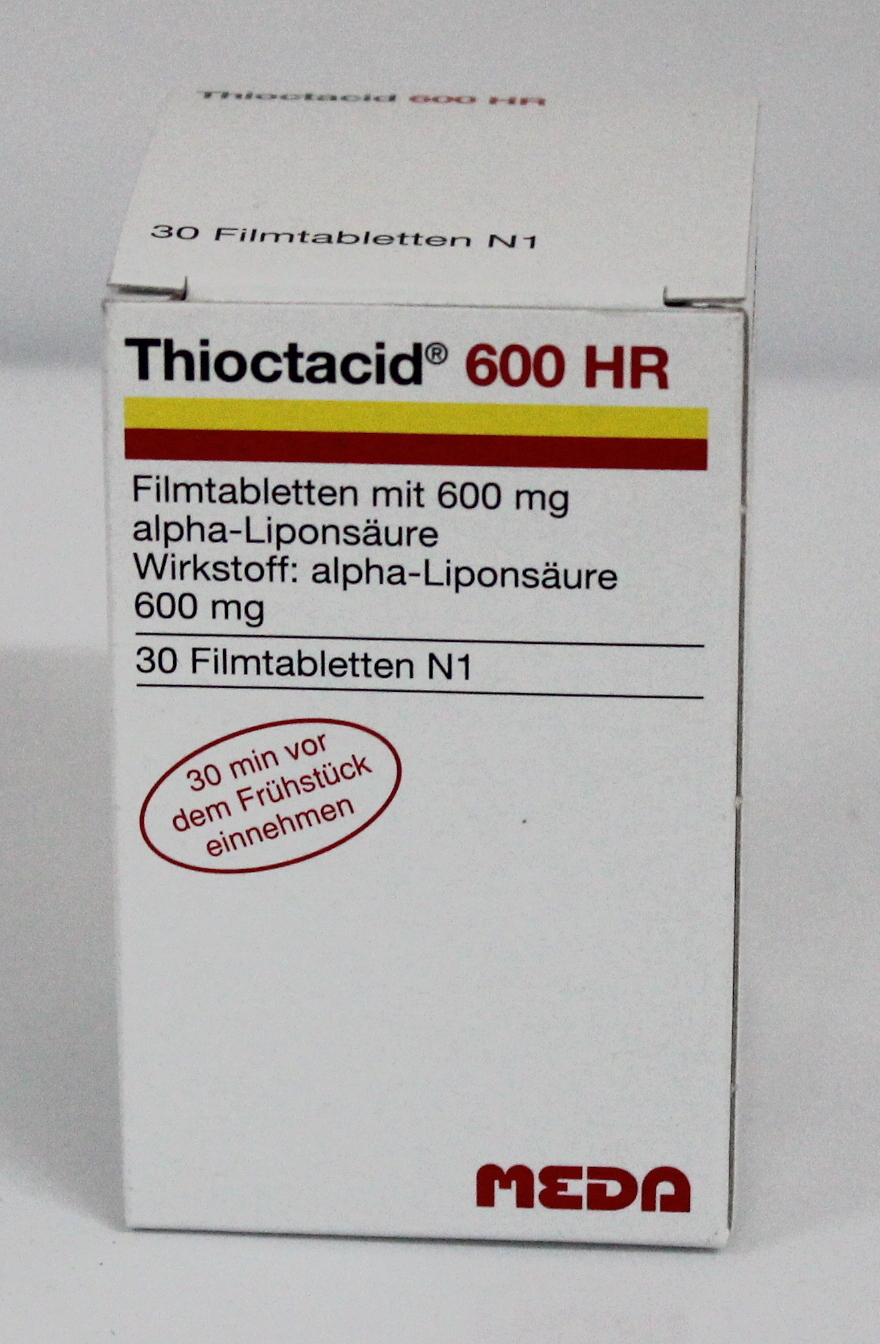 Thioctacid 600 HR
30 Filmtabletten N1
Thioctacid® 600 HR
Filmtabletten mit 600 mg
alpha-Liponsäure
Wirkstoff: alpha-Liponsäure
600 mg
30 Filmtabletten N1
30 min vor
dem Frühstück
einnehmen
MEDA